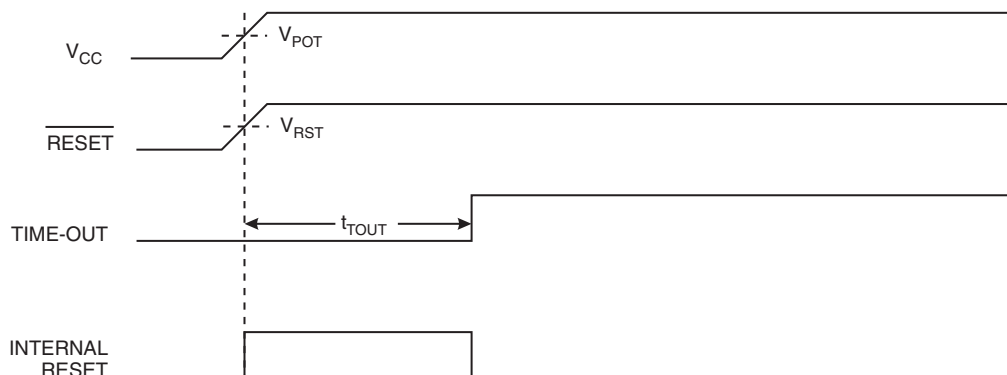 V_CC
V_POT
RESET
V_RST
TIME-OUT
t_TOUT
INTERNAL
RESET